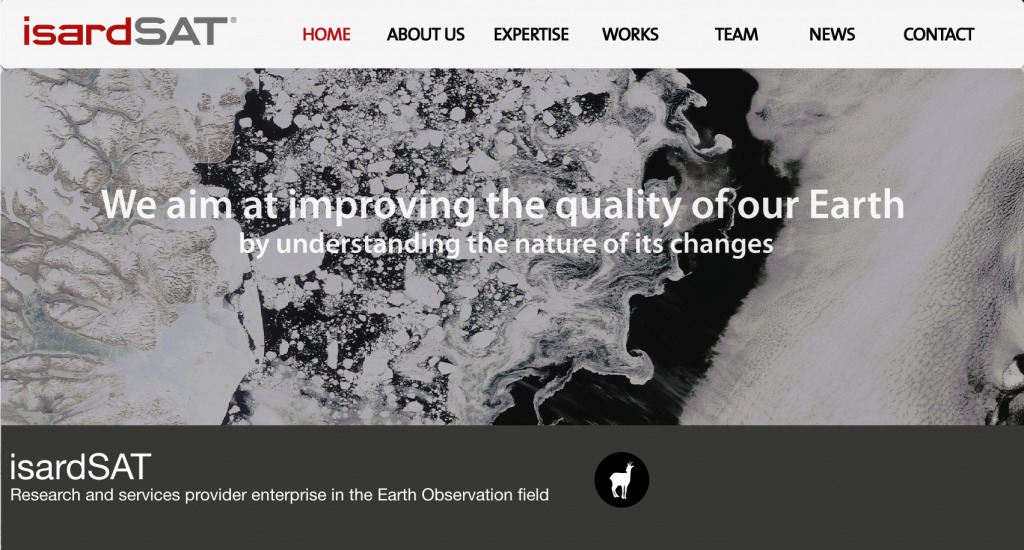 isardSAT®
HOME ABOUT US EXPERTISE WORKS TEAM NEWS CONTACT
We aim at improving the quality of our Earth
by understanding the nature of its changes
isardSAT
Research and services provider enterprise in the Earth Observation field